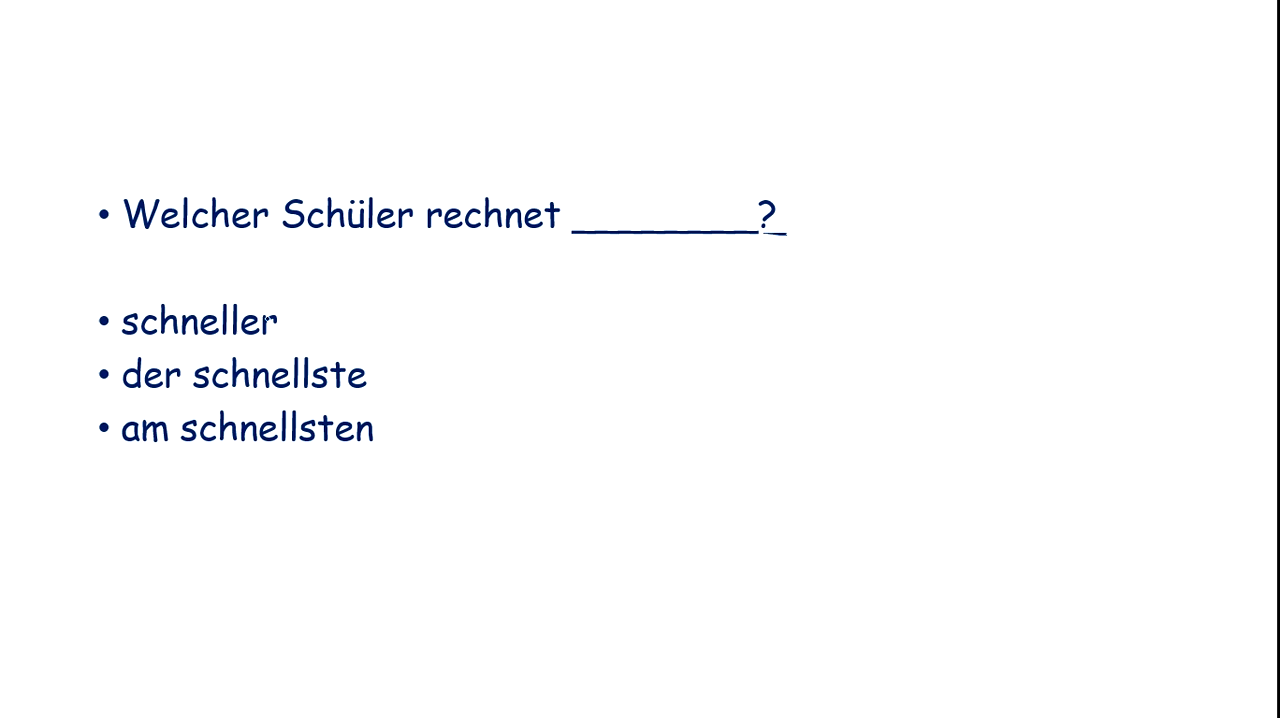 • Welcher Schüler rechnet ________?_
• schneller
• der schnellste
• am schnellsten